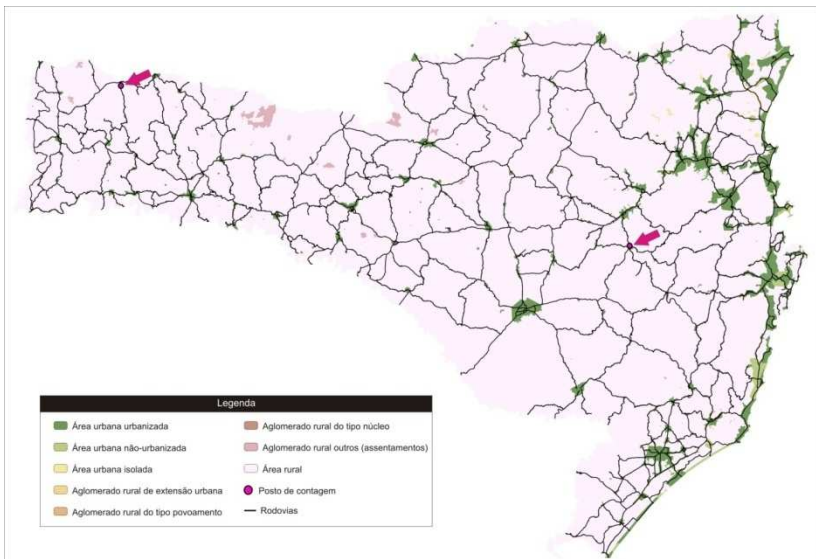 Legenda
Área urbana urbanizada
Área urbana não-urbanizada
Área urbana isolada
Aglomerado rural de extensão urbana
Aglomerado rural do tipo povoamento
Aglomerado rural do tipo núcleo
Aglomerado rural outros (assentamentos)
Área rural
Posto de contagem
Rodovias